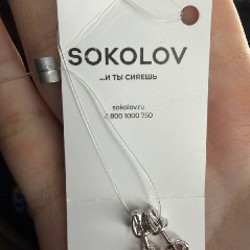 SOKOLOV
...И ТЫ СИЯЕШЬ
sokolov.ru
8 800 1000 750